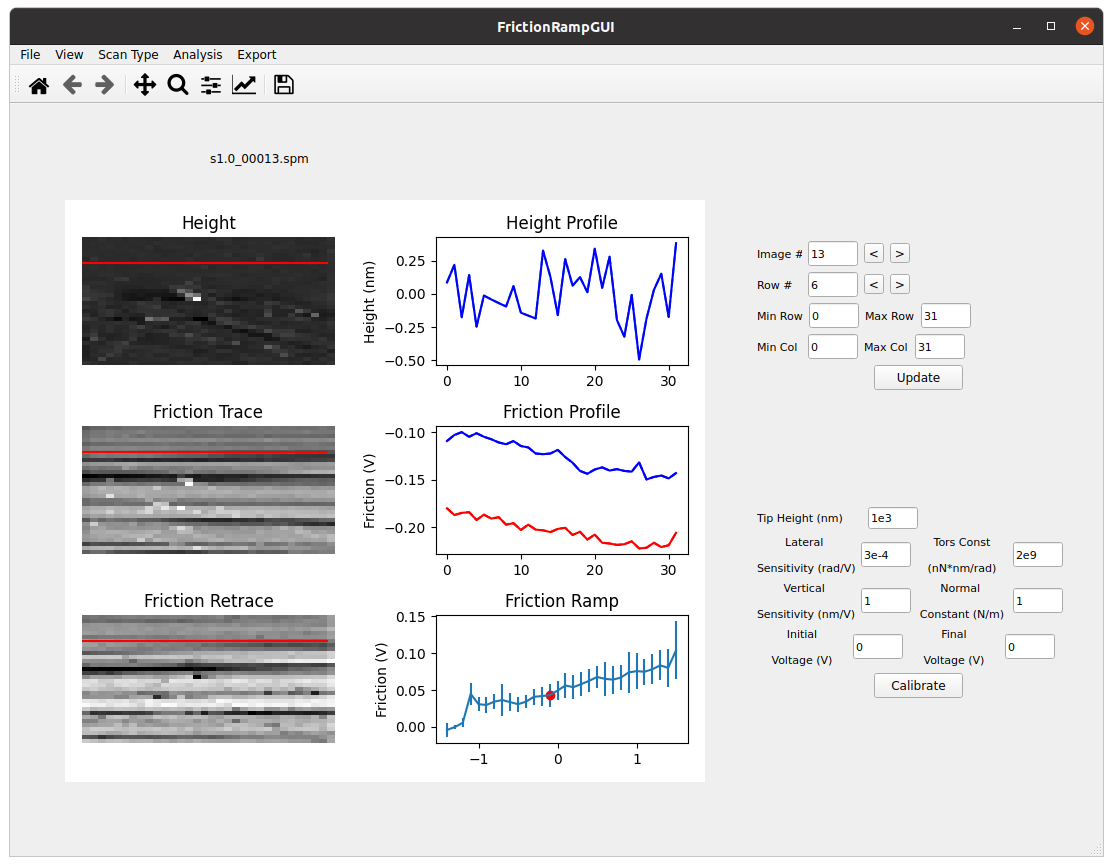 FrictionRampGUI
File View Scan Type Analysis Export
s1.0_00013.spm
Height
Height Profile
Height (nm)
0.25
0.00
−0.25
−0.50
0 10 20 30
Image # 13 < >
Row # 6 < >
Min Row 0 Max Row 31
Min Col 0 Max Col 31
Update
Friction Trace
Friction Profile
Friction (V)
−0.10
−0.15
−0.20
0 10 20 30
Friction Retrace
Friction Ramp
Friction (V)
0.15
0.10
0.05
0.00
−1 0 1
Tip Height (nm) 1e3
Lateral
Sensitivity (rad/V) 3e-4
Tors Const
(nN*nm/rad) 2e9
Vertical
Sensitivity (nm/V) 1
Normal
Constant (N/m) 1
Initial
Voltage (V) 0
Final
Voltage (V) 0
Calibrate